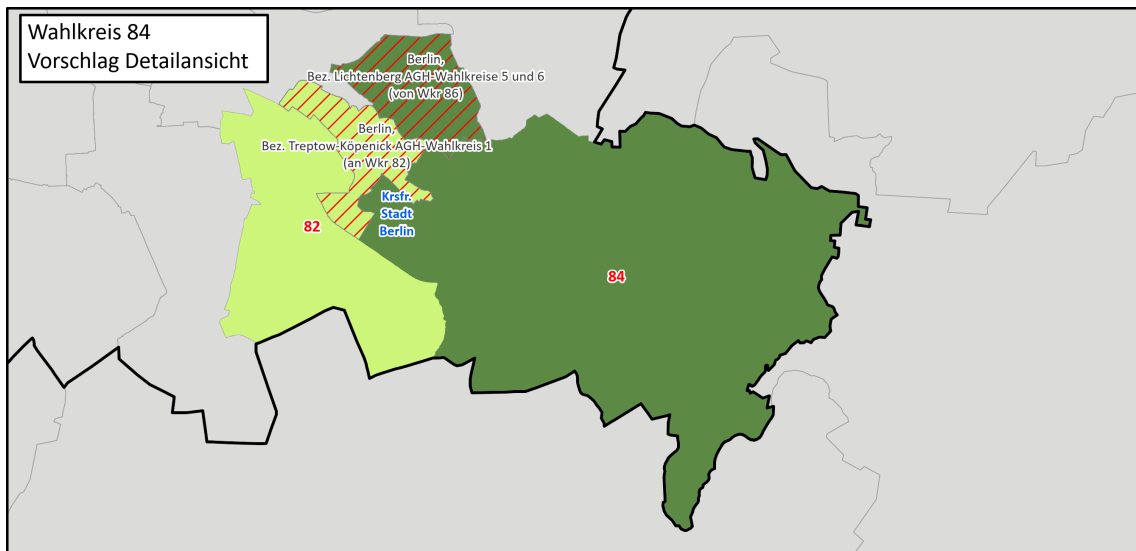 Wahlkreis 84
Vorschlag Detailansicht
Berlin,
Bez. Lichtenberg AGH-Wahlkreise 5 und 6
(von Wkr 86)
Berlin,
Bez. Treptow-Köpenick AGH-Wahlkreis 1
(an Wkr 82)
Krsfr.
Stadt
Berlin
82
84